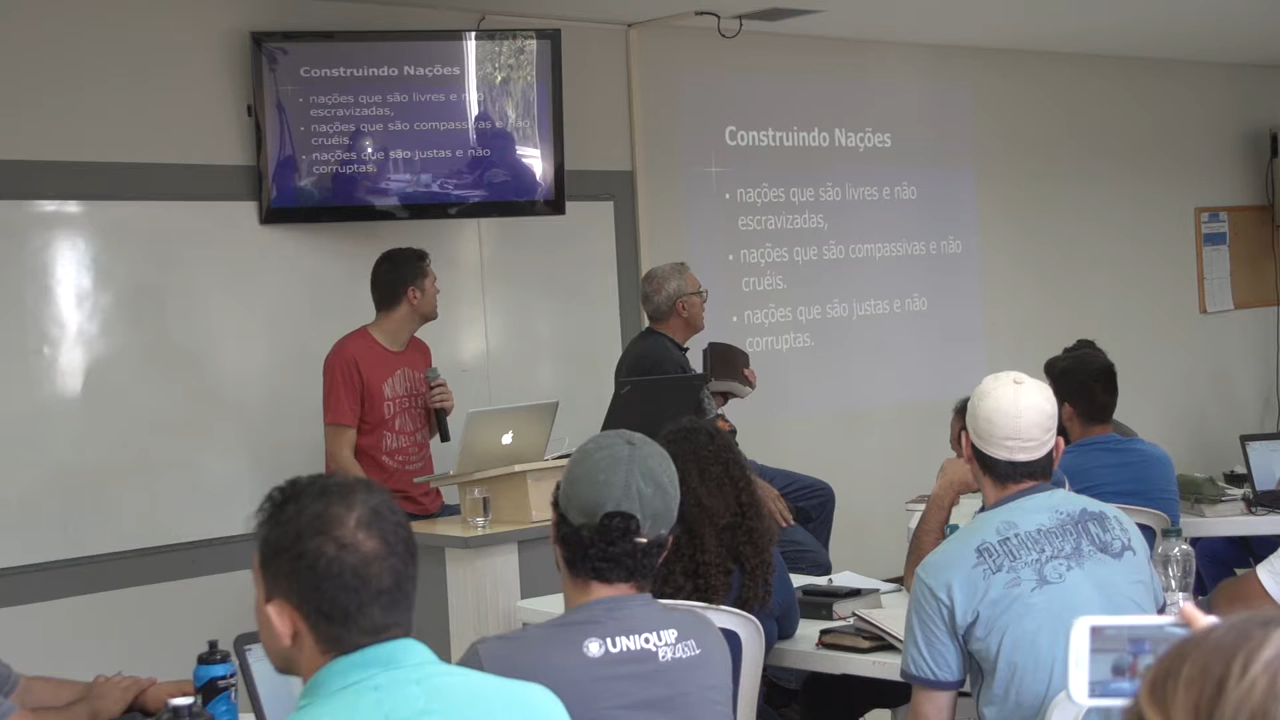 Construindo Nações
nações que são livres e não
escravizadas,
nações que são compassivas e não
cruéis.
nações que são justas e não
corruptas.
Construindo Nações
nações que são livres e não
escravizadas,
nações que são compassivas e não
cruéis.
nações que são justas e não
corruptas.
UNIQUIP
BRASIL